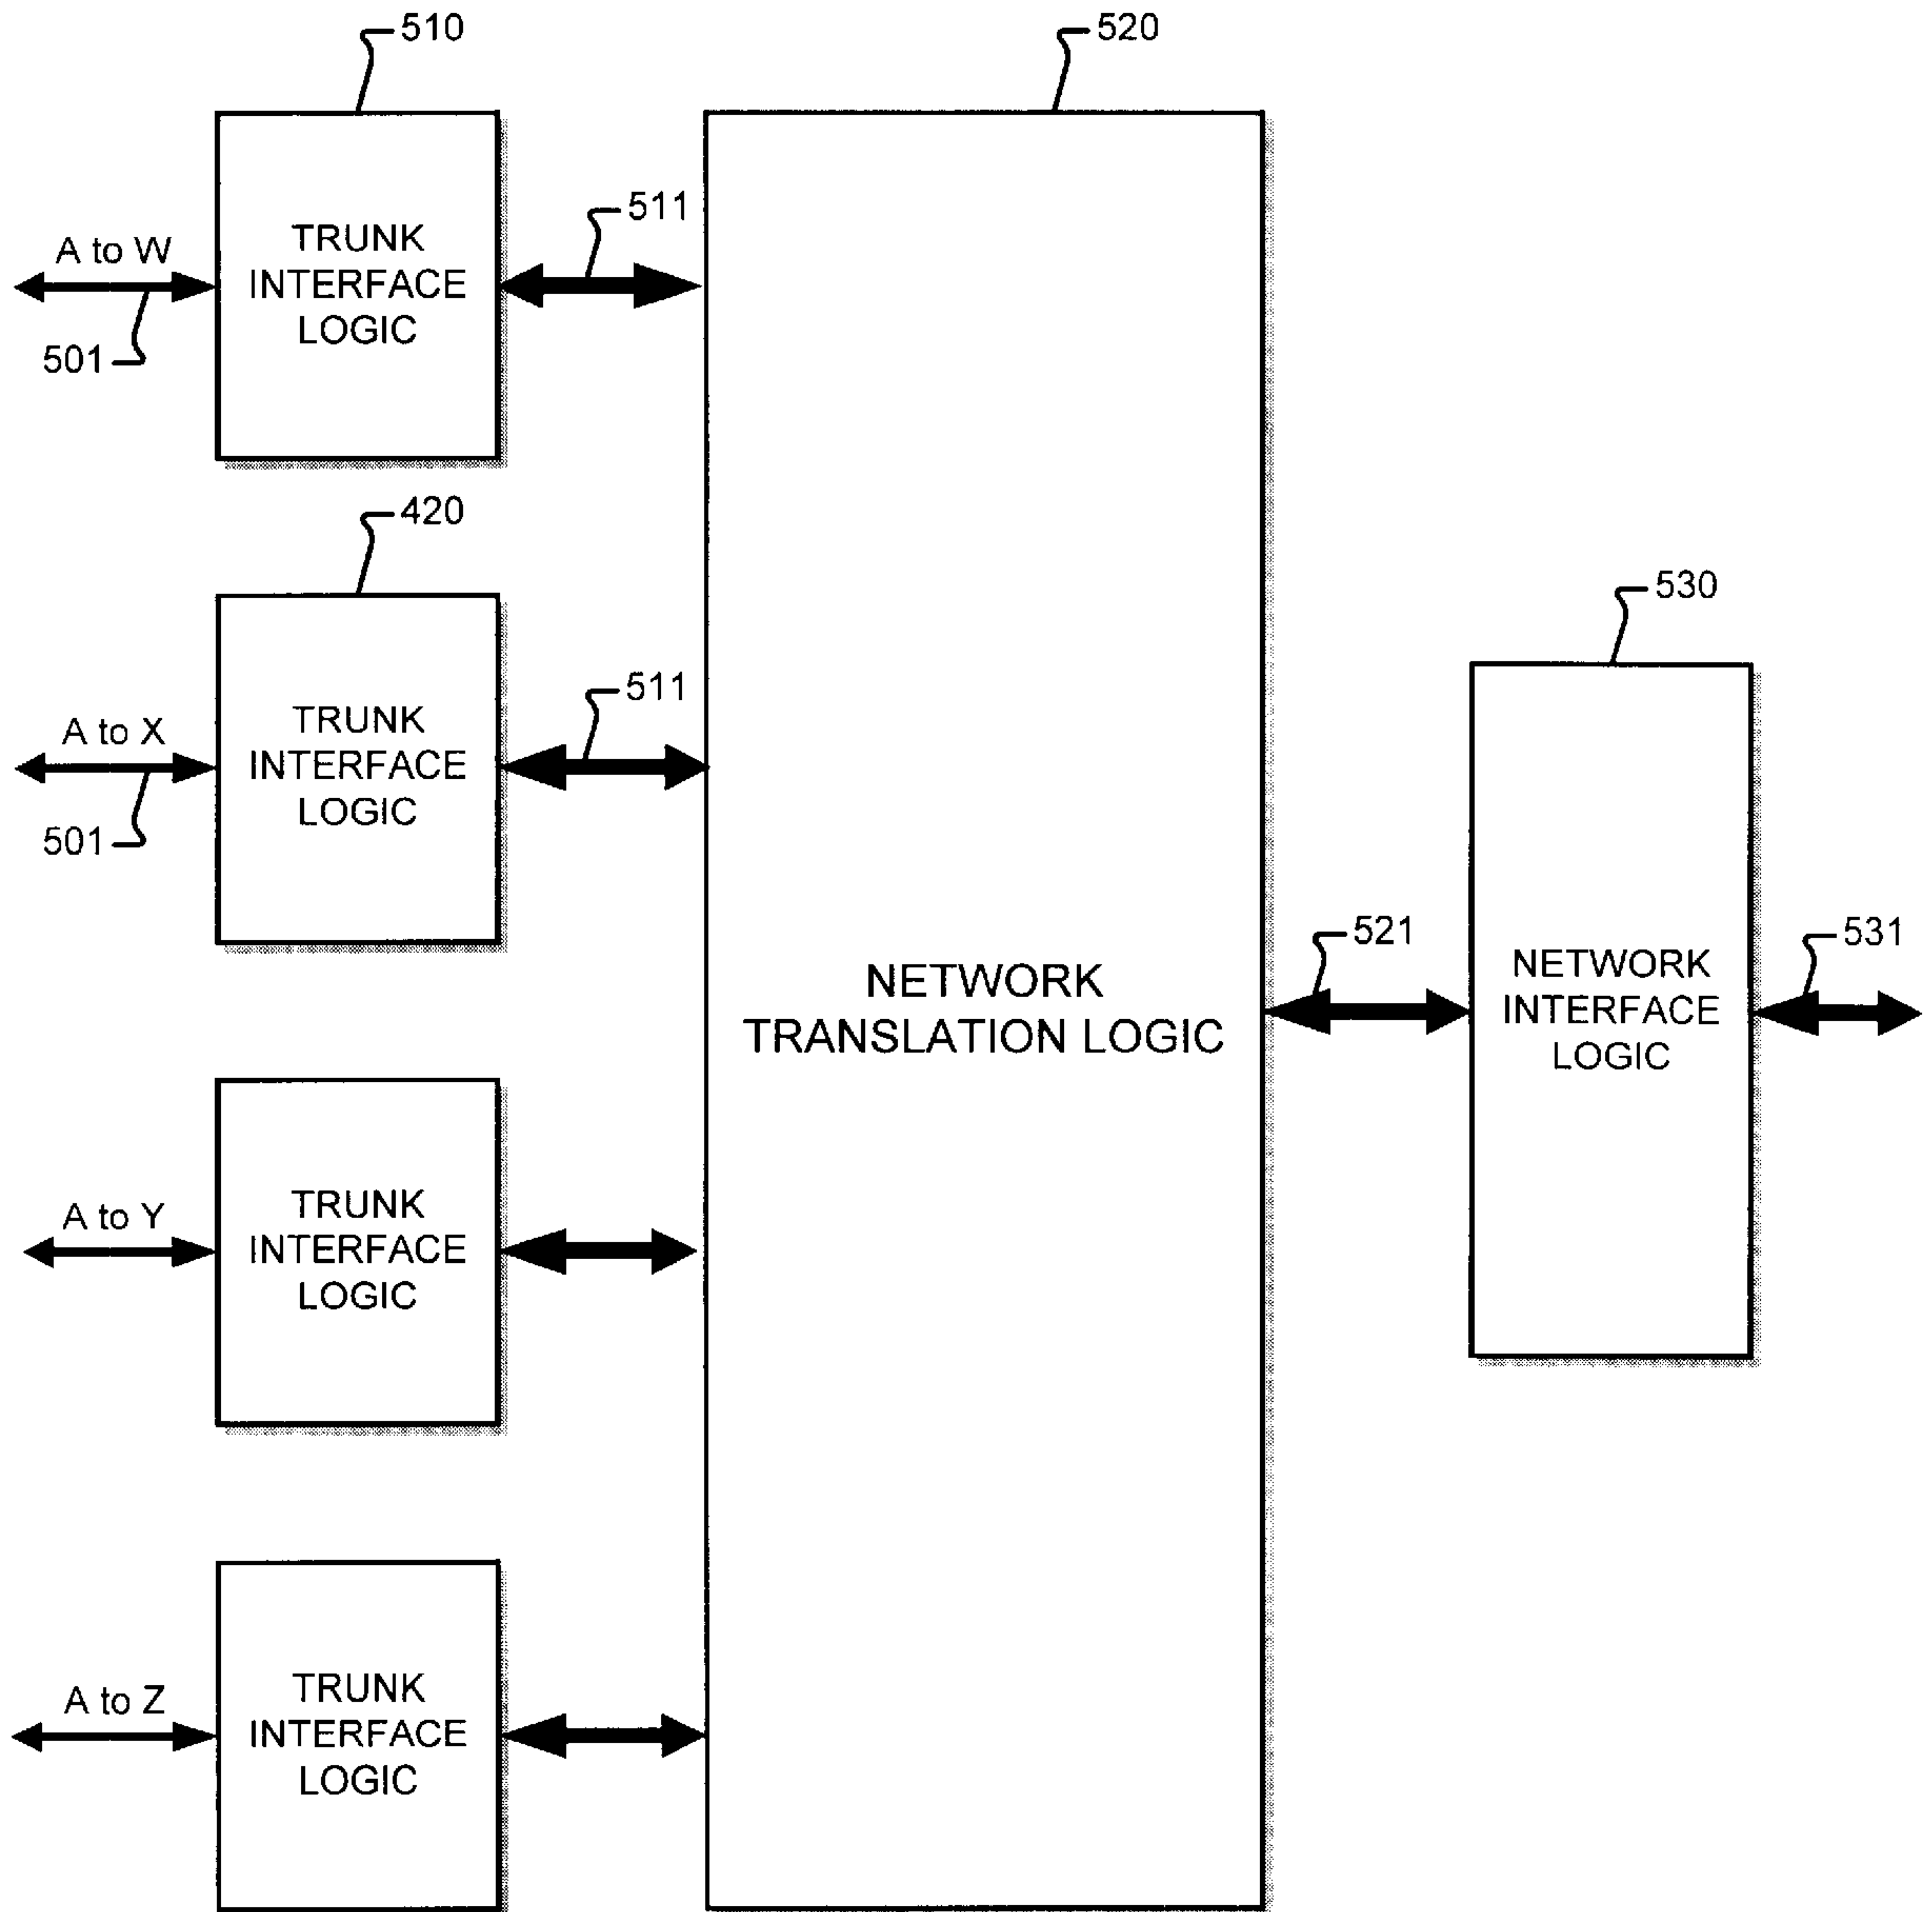 510
520
511
A to W
TRUNK
INTERFACE
LOGIC
501
420
530
511
A to X
TRUNK
INTERFACE
LOGIC
501
521
531
NETWORK
TRANSLATION LOGIC
NETWORK
INTERFACE
LOGIC
A to Y
TRUNK
INTERFACE
LOGIC
A to Z
TRUNK
INTERFACE
LOGIC